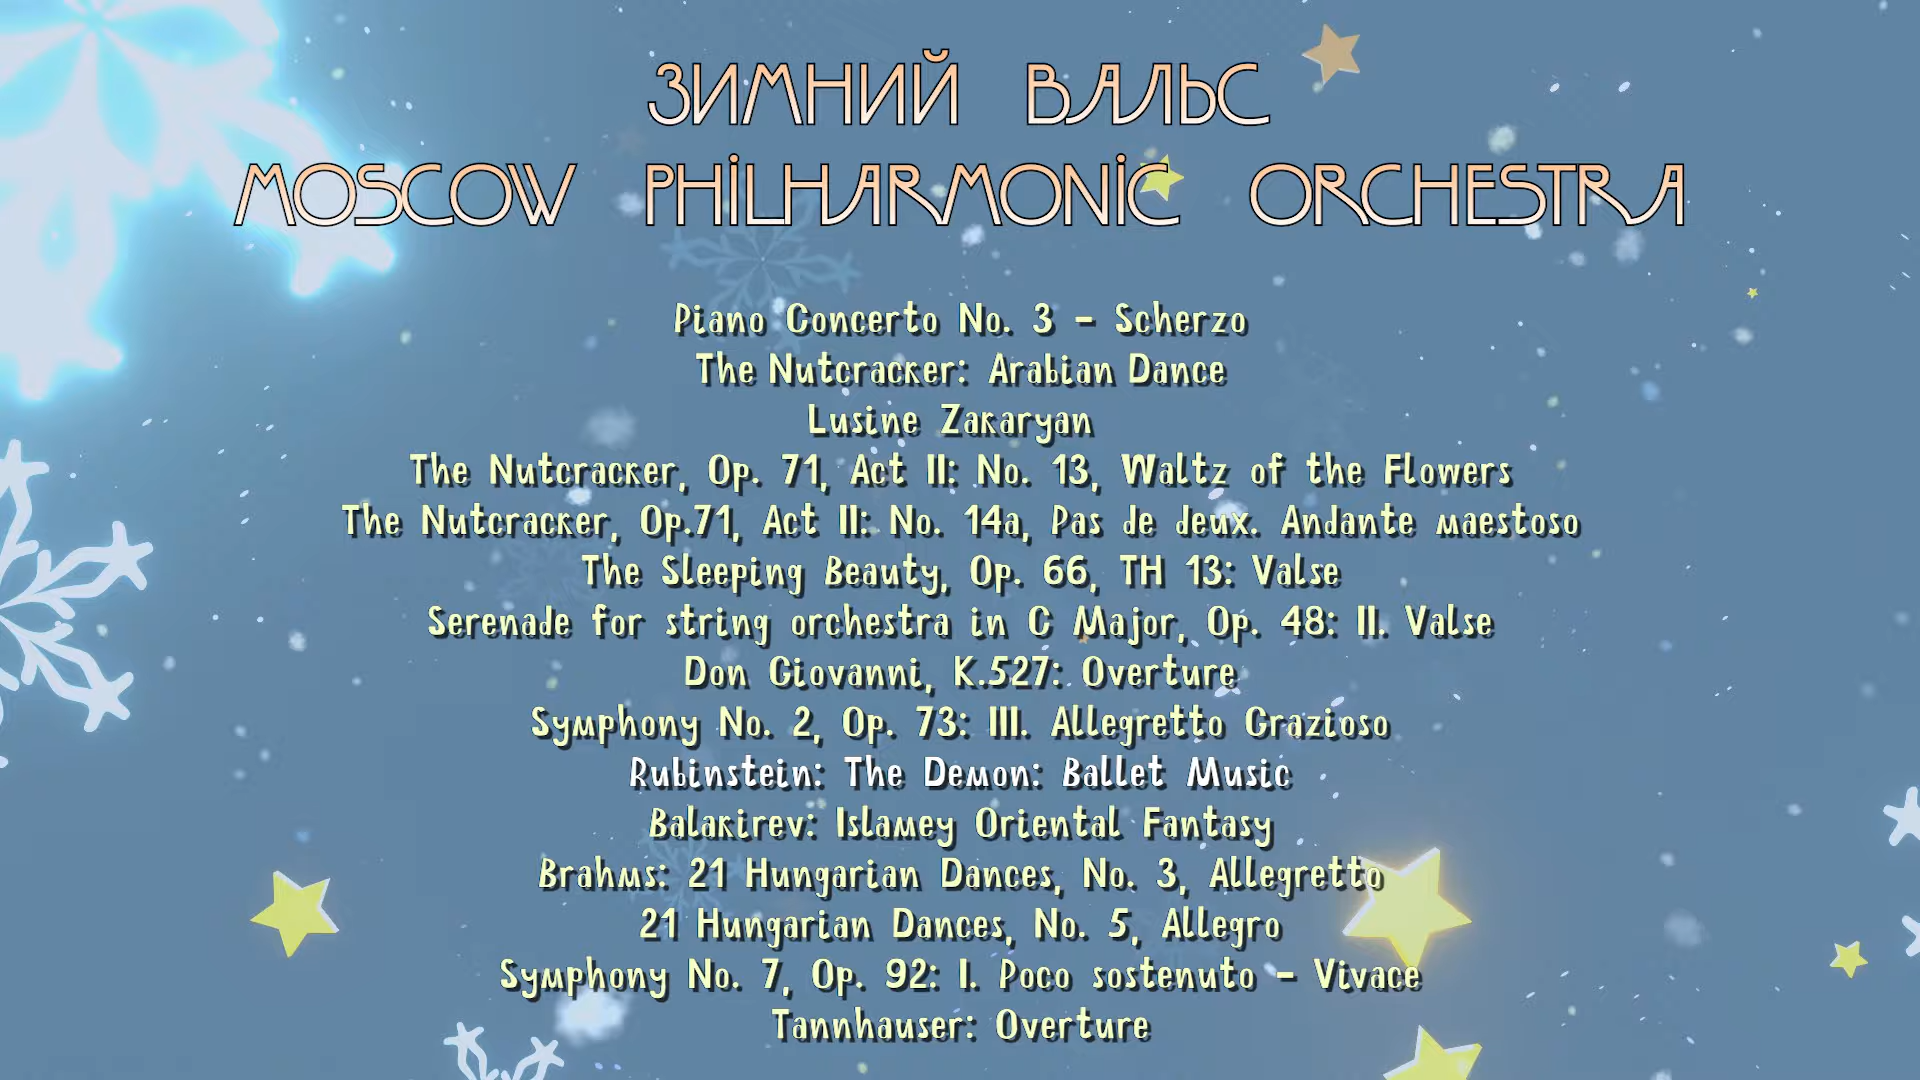 ЗИМНИЙ ВАЛЬС
MOSCOW PHILHARMONIC ORCHESTRA
Piano Concerto No. 3 - Scherzo
The Nutcracker: Arabian Dance
Lusine Zakaryan
The Nutcracker, Op. 71, Act II: No. 13, Waltz of the Flowers
The Nutcracker, Op.71, Act II: No. 14a, Pas de deux. Andante maestoso
The Sleeping Beauty, Op. 66, TH 13: Valse
Serenade for string orchestra in C Major, Op. 48: II. Valse
Don Giovanni, K.527: Overture
Symphony No. 2, Op. 73: III. Allegretto Grazioso
Rubinstein: The Demon: Ballet Music
Balakirev: Islamey Oriental Fantasy
Brahms: 21 Hungarian Dances, No. 3, Allegretto
21 Hungarian Dances, No. 5, Allegro
Symphony No. 7, Op. 92: I. Poco sostenuto - Vivace
Tannhauser: Overture